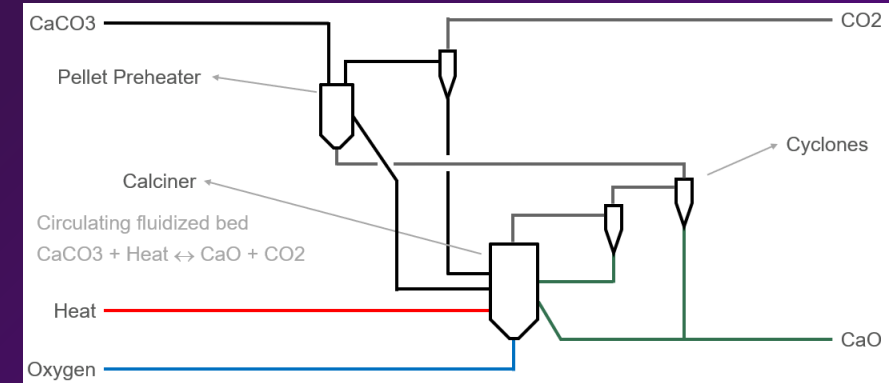 CaCO3
CO2
Pellet Preheater
Cyclones
Calciner
Circulating fluidized bed
CaCO3 + Heat ↔ CaO + CO2
Heat
CaO
Oxygen